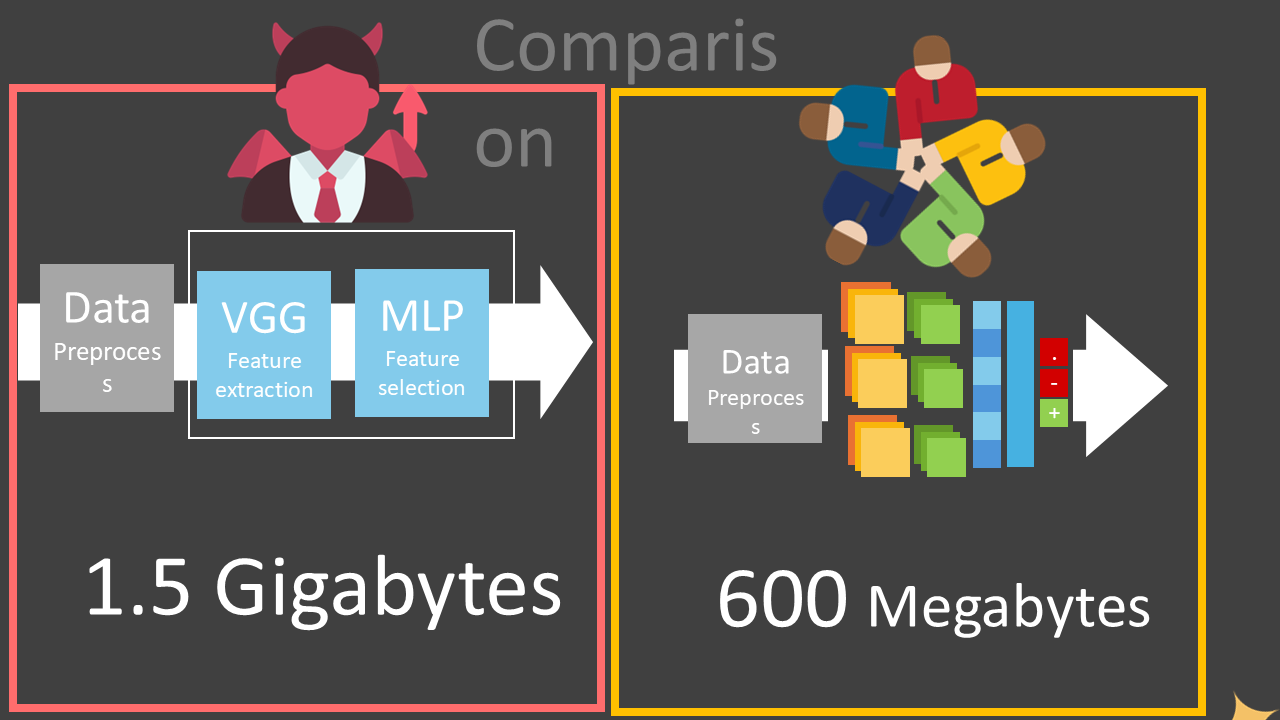 Comparis
on
Data
Preproces
s
VGG
Feature
extraction
MLP
Feature
selection
1.5 Gigabytes
Data
Preproces
s
.
-
+
600 Megabytes